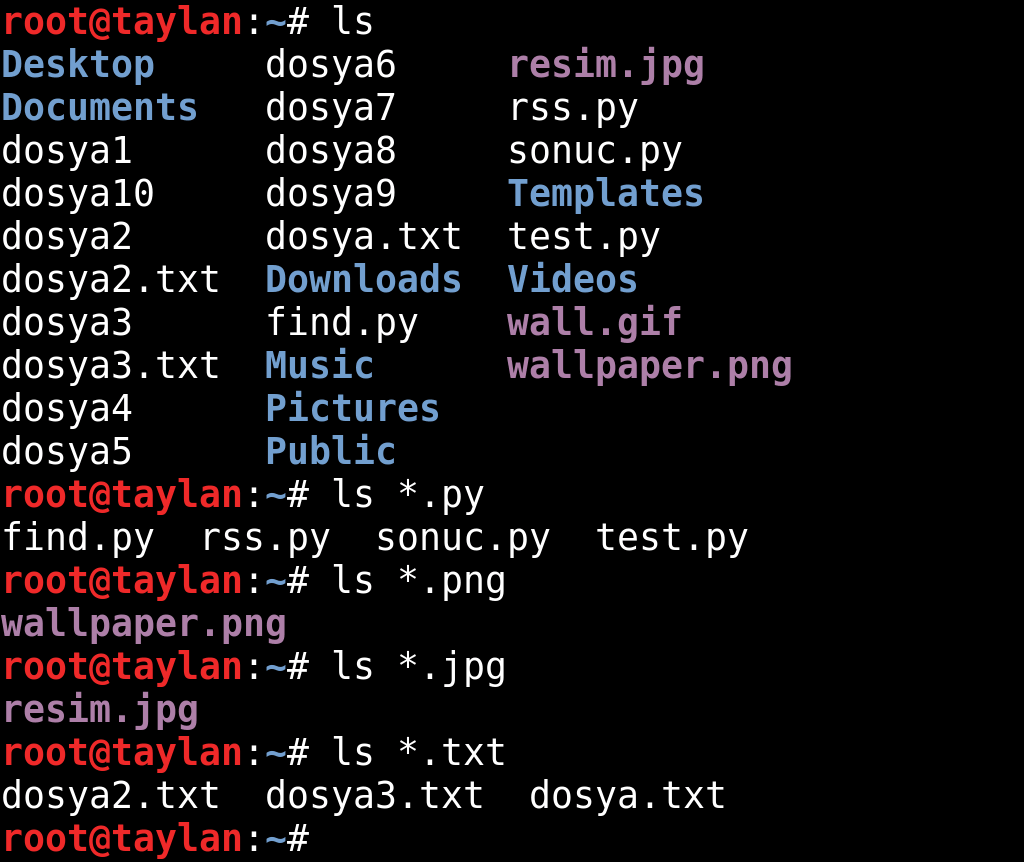 root@taylan:~# ls
Desktop     dosya6     resim.jpg
Documents   dosya7     rss.py
dosya1      dosya8     sonuc.py
dosya10     dosya9     Templates
dosya2      dosya.txt  test.py
dosya2.txt  Downloads  Videos
dosya3      find.py    wall.gif
dosya3.txt  Music      wallpaper.png
dosya4      Pictures
dosya5      Public
root@taylan:~# ls *.py
find.py  rss.py  sonuc.py  test.py
root@taylan:~# ls *.png
wallpaper.png
root@taylan:~# ls *.jpg
resim.jpg
root@taylan:~# ls *.txt
dosya2.txt  dosya3.txt  dosya.txt
root@taylan:~#